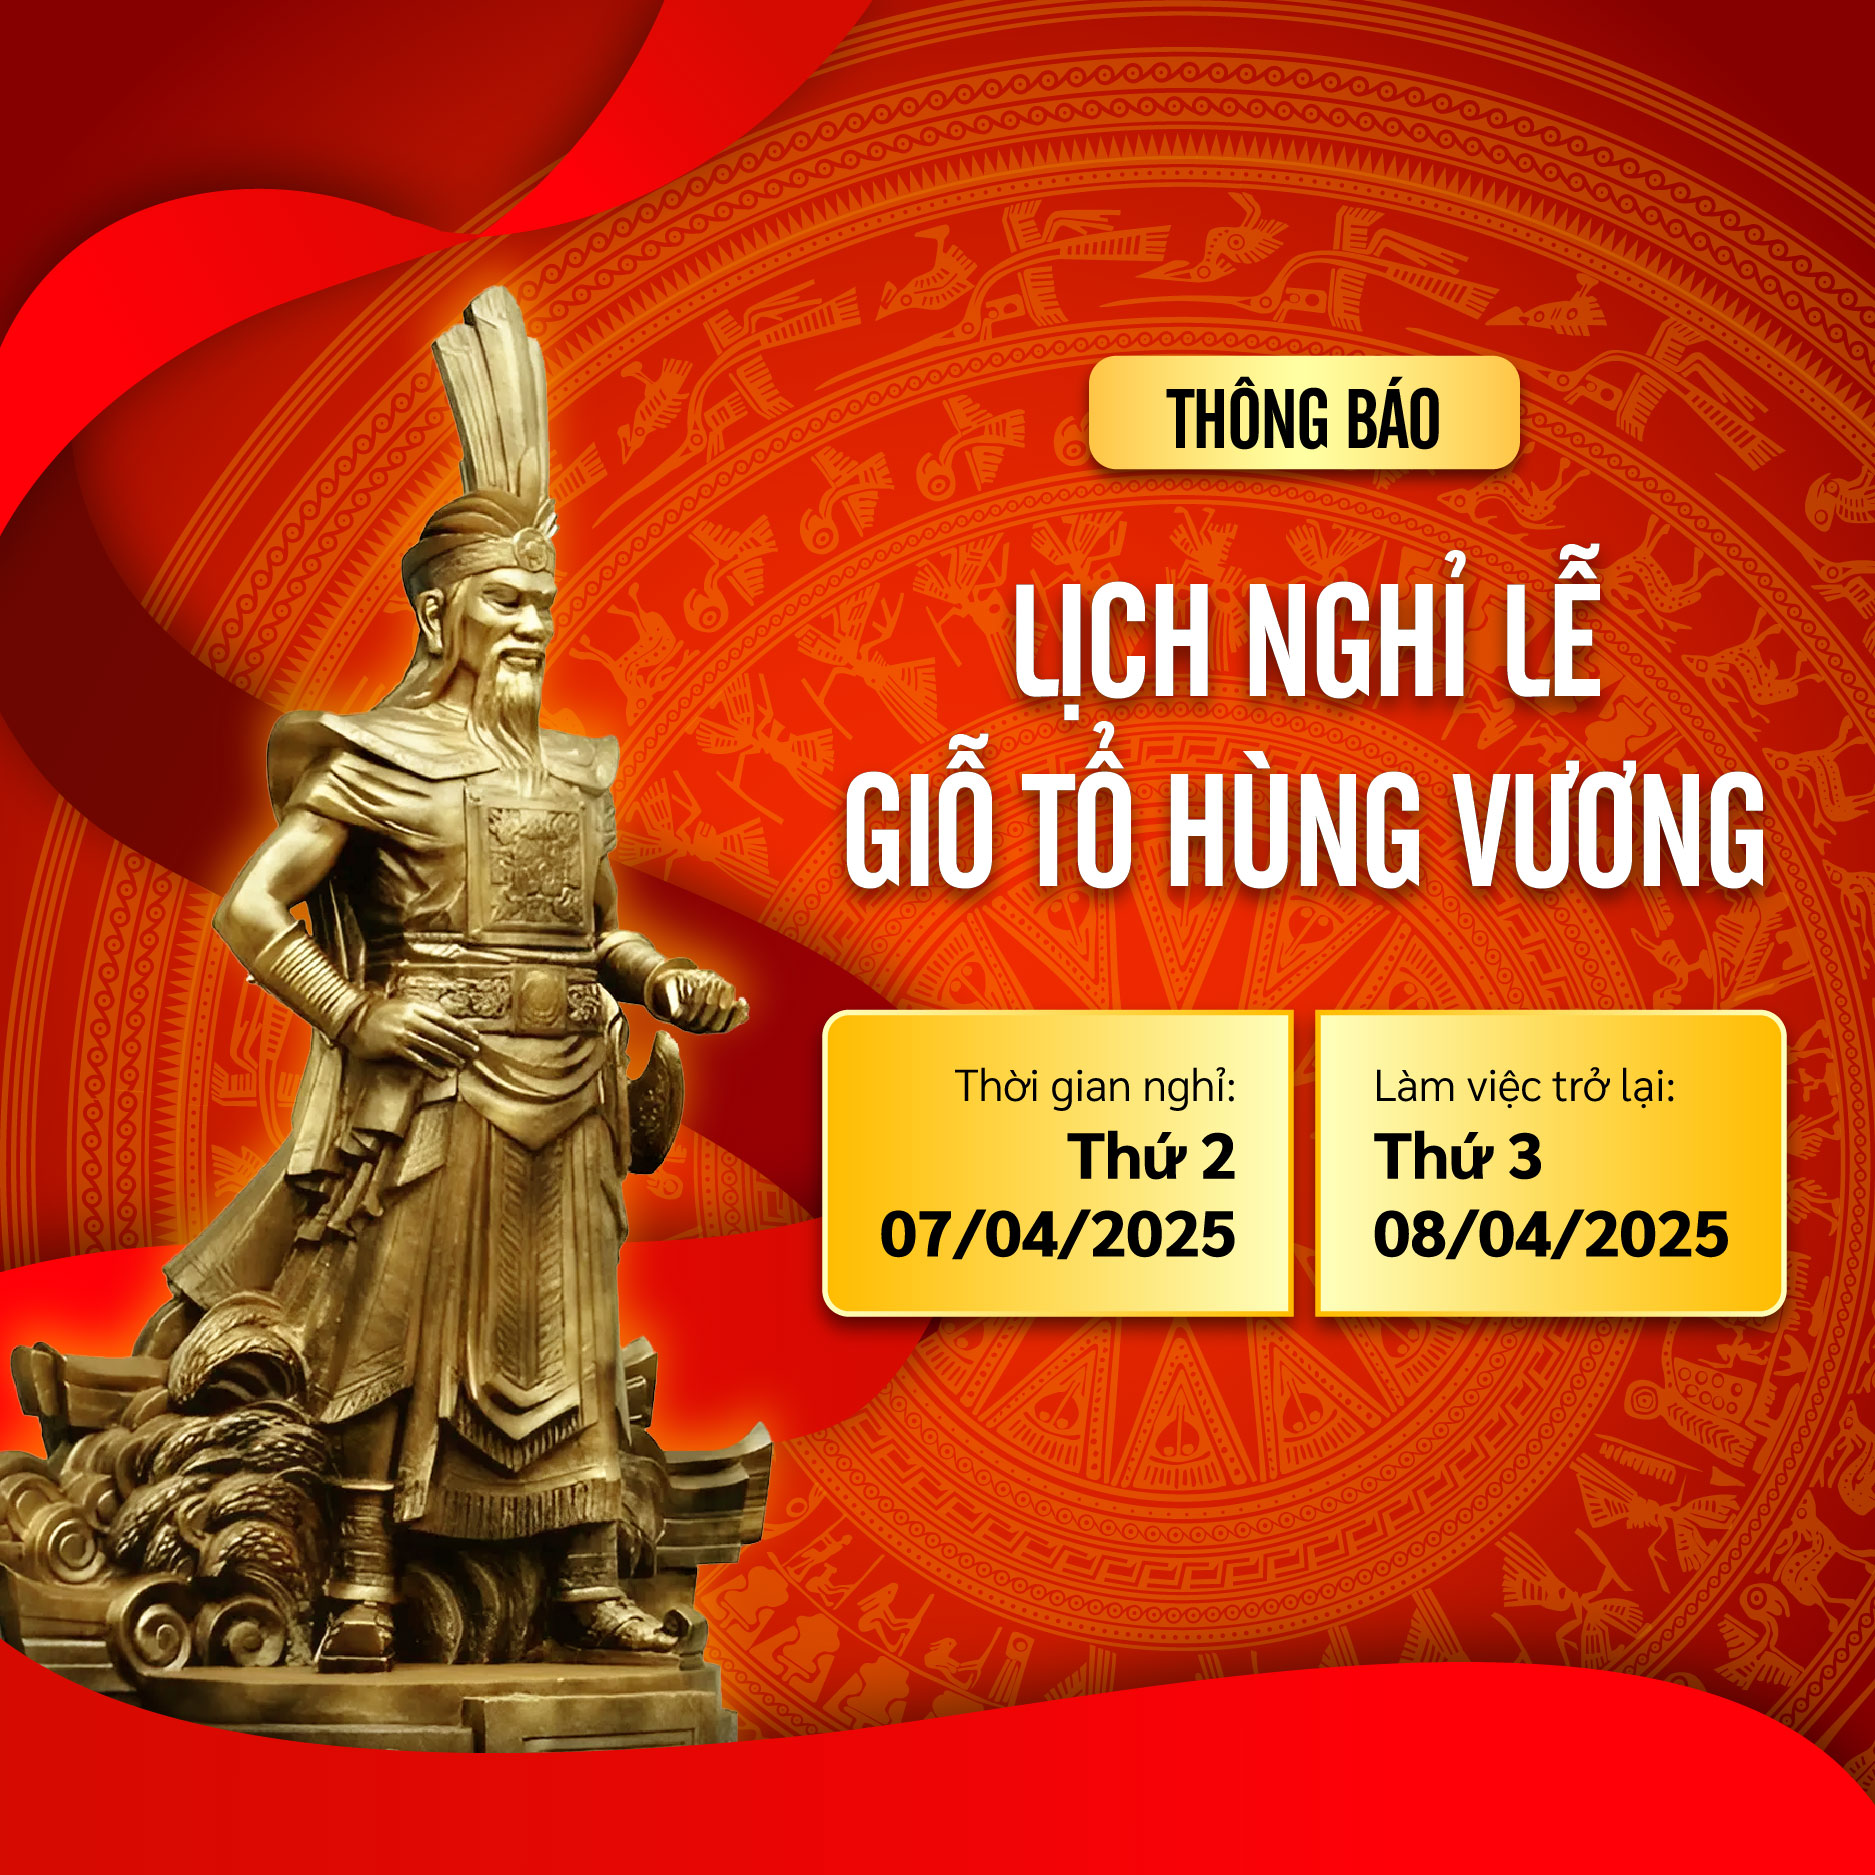 THÔNG BÁO
LỊCH NGHỈ LỄ
GIỖ TỔ HÙNG VƯƠNG
Thời gian nghỉ:
Thứ 2
07/04/2025
Làm việc trở lại:
Thứ 3
08/04/2025